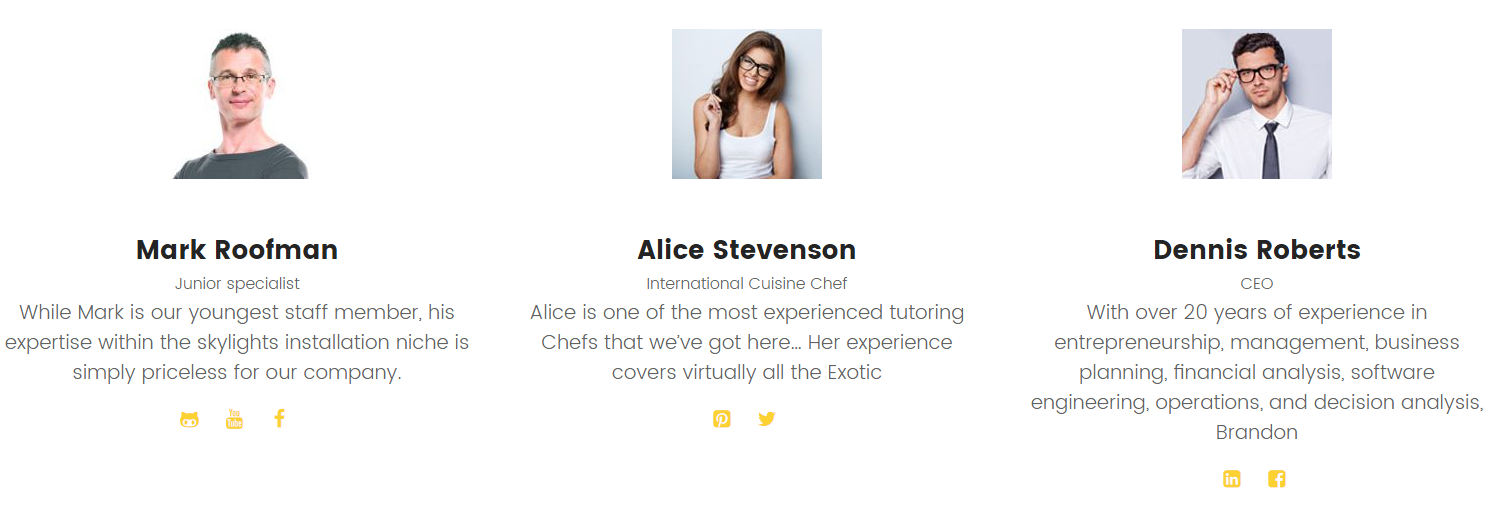 Mark Roofman
Junior specialist
While Mark is our youngest staff member, his
expertise within the skylights installation niche is
simply priceless for our company.
You
Tube
Alice Stevenson
International Cuisine Chef
Alice is one of the most experienced tutoring
Chefs that we’ve got here... Her experience
covers virtually all the Exotic
Dennis Roberts
CEO
With over 20 years of experience in
entrepreneurship, management, business
planning, financial analysis, software
engineering, operations, and decision analysis,
Brandon